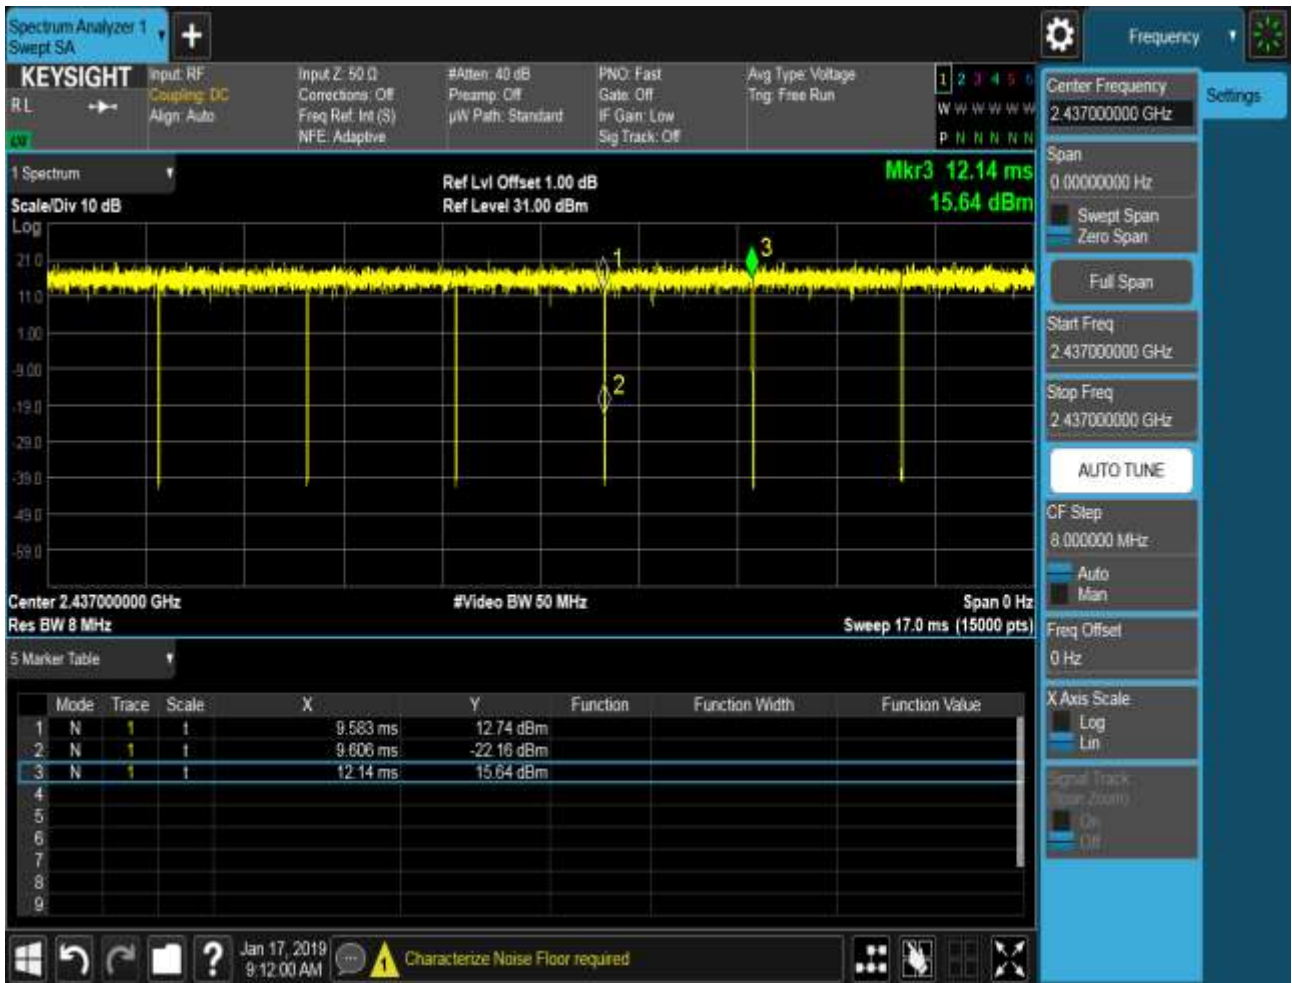 Spectrum Analyzer 1
Swept SA
Frequency
KEYSIGHT
Input: RF
Coupling: DC
Align: Auto
Input Z: 50 Ω
Corrections: Off
Freq Ref: Int (S)
NFE: Adaptive
#Atten: 40 dB
Preamp: Off
µW Path: Standard
PNO: Fast
Gate: Off
IF Gain: Low
Sig Track: Off
Avg Type: Voltage
Trig: Free Run
1 2 3 4 5 6
W W W W W W
P N N N N N
R L
LXI
Center Frequency
2.437000000 GHz
Settings
Span
0.00000000 Hz
Swept Span
Zero Span
Full Span
Start Freq
2.437000000 GHz
Stop Freq
2.437000000 GHz
AUTO TUNE
CF Step
8.000000 MHz
Auto
Man
Freq Offset
0 Hz
X Axis Scale
Log
Lin
Signal Track
(Span Zoom)
On
Off
1 Spectrum
Scale/Div 10 dB
Ref Lvl Offset 1.00 dB
Ref Level 31.00 dBm
Mkr3 12.14 ms
15.64 dBm
Log
21.0
11.0
1.00
-9.00
-19.0
-29.0
-39.0
-49.0
-59.0
1
2
3
Center 2.437000000 GHz
#Video BW 50 MHz
Span 0 Hz
Res BW 8 MHz
Sweep 17.0 ms (15000 pts)
5 Marker Table
Mode Trace Scale X Y Function Function Width Function Value
1 N 1 t 9.583 ms 12.74 dBm
2 N 1 t 9.606 ms -22.16 dBm
3 N 1 t 12.14 ms 15.64 dBm
4
5
6
7
8
9
?
Jan 17, 2019
9:12:00 AM
1
Characterize Noise Floor required